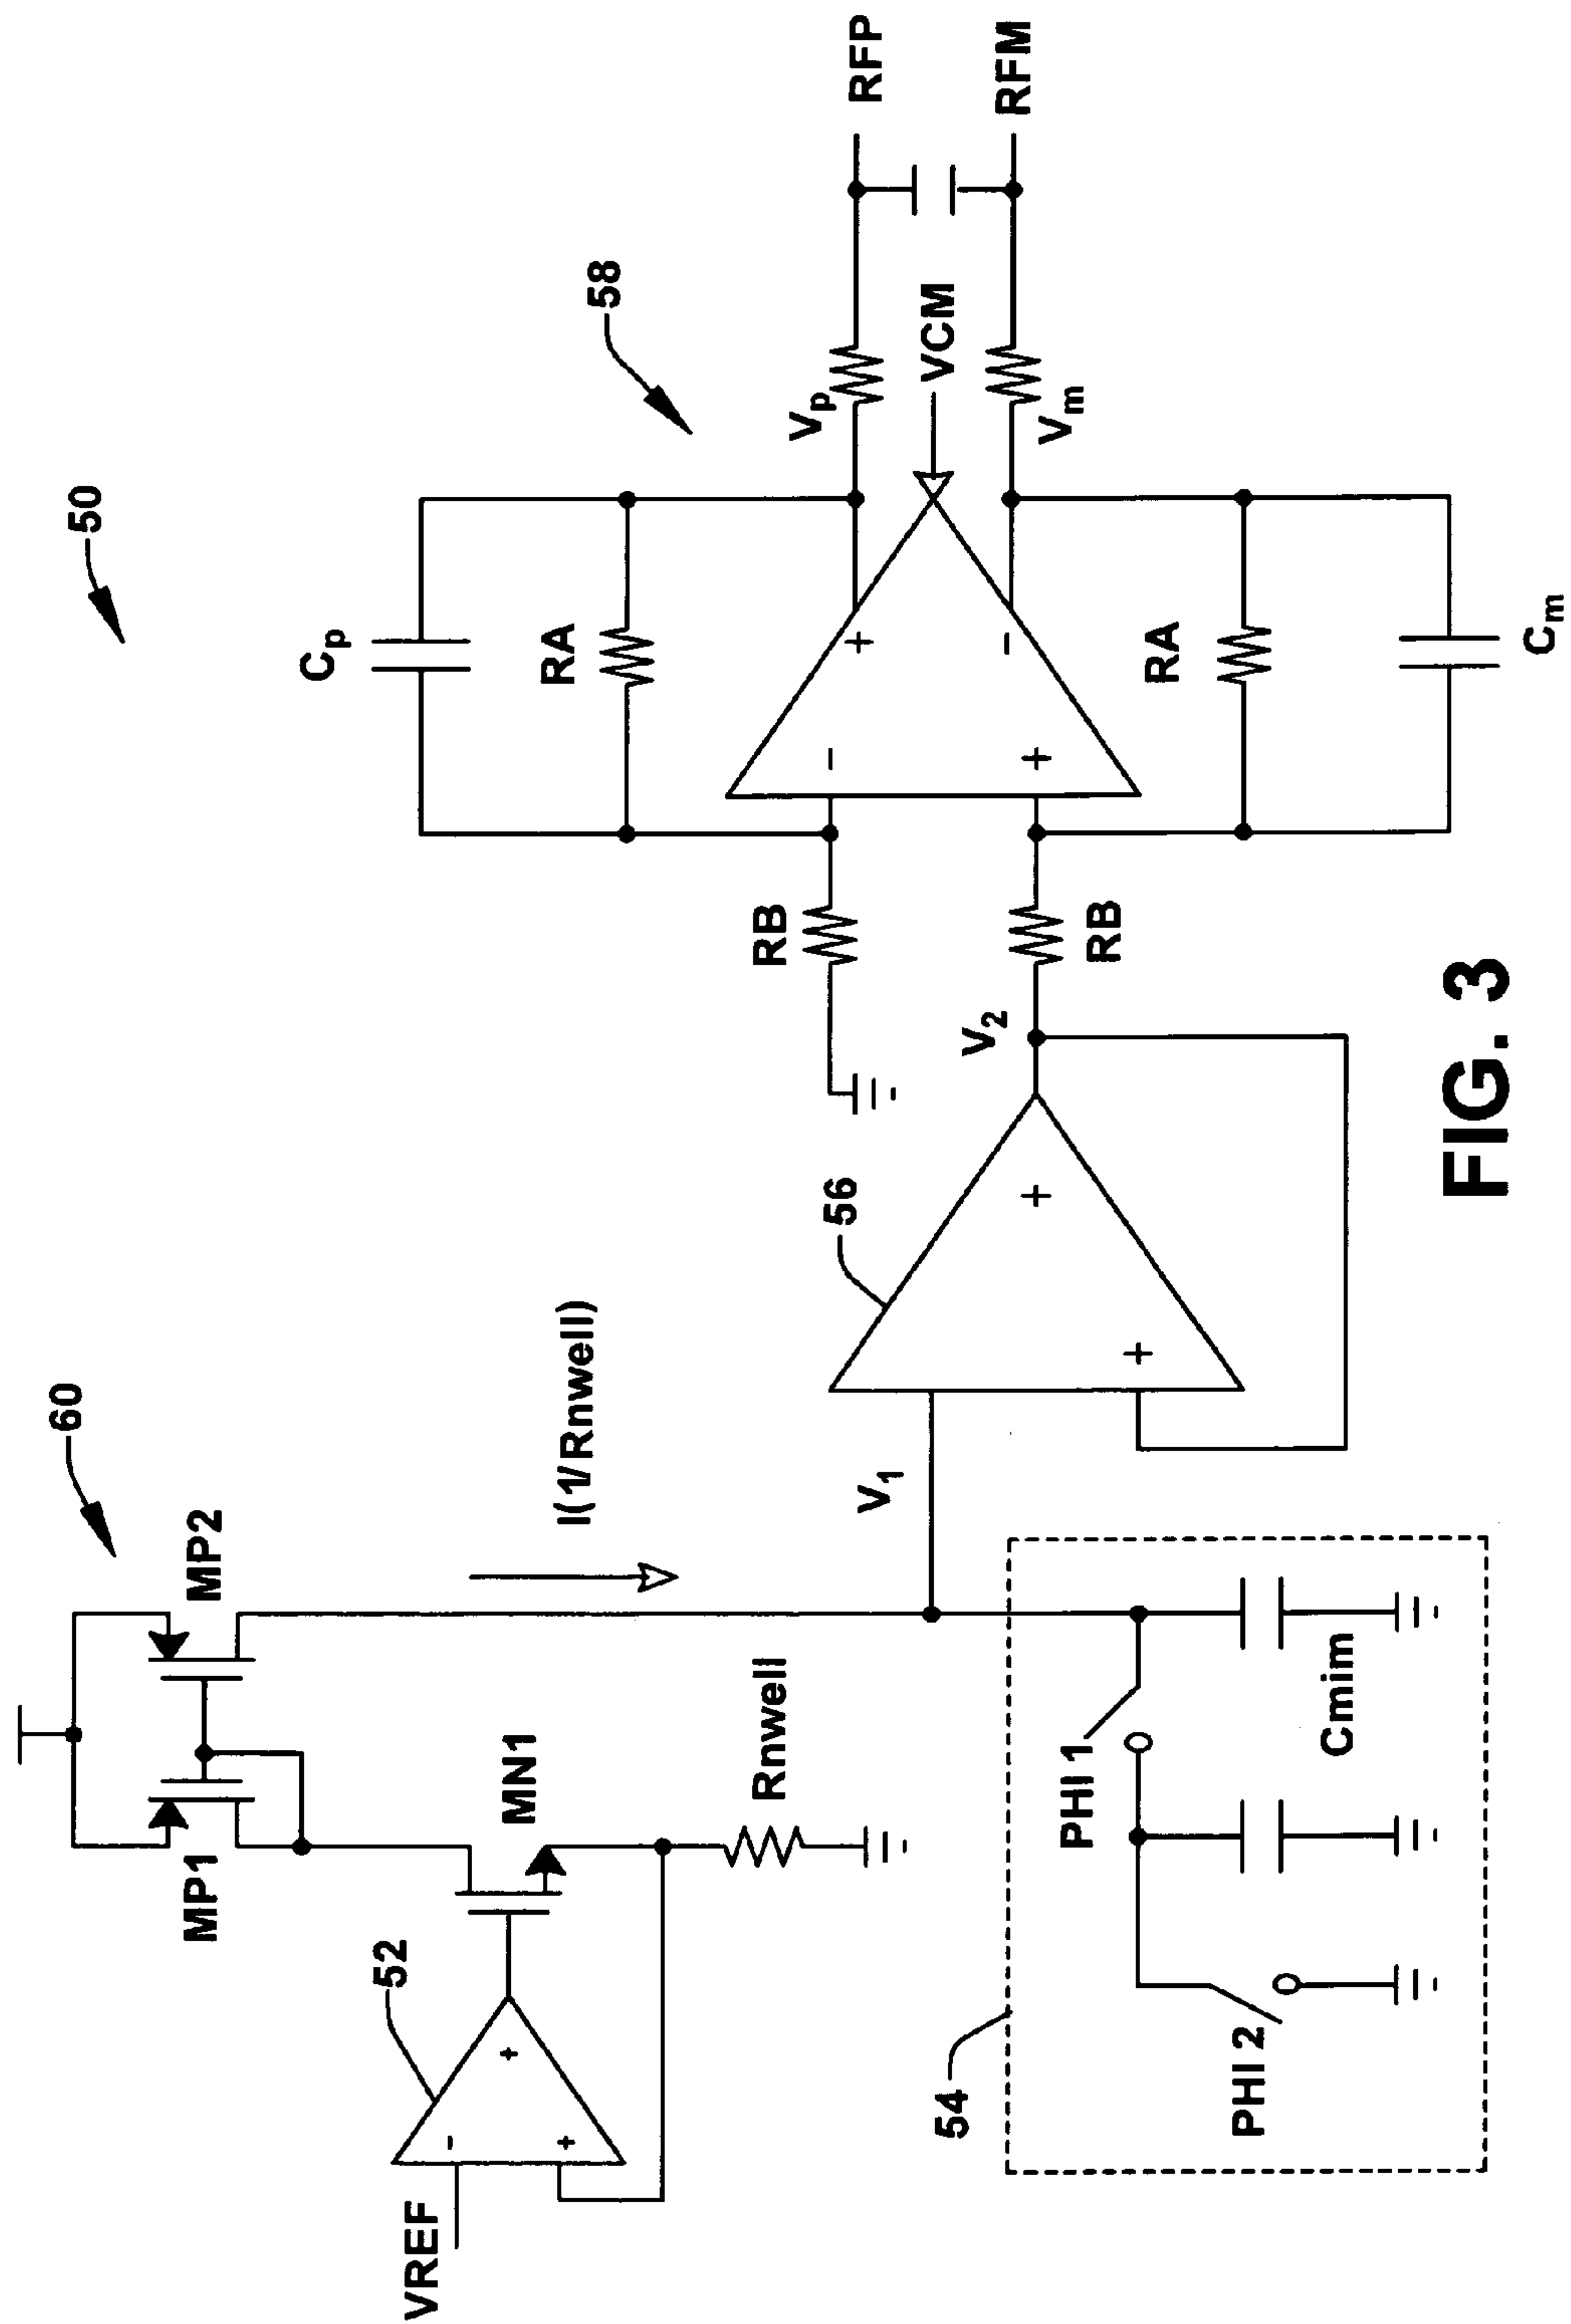 50
60
MP1
MP2
52
VREF
-
+
+
MN1
Rnwell
I(1/Rnwell)
54
PHI 1
PHI 2
Cmim
V1
56
+
+
V2
RB
RB
58
Cp
RA
-
+
+
-
VCM
RA
Cm
Vp
Vm
RFP
RFM
FIG. 3